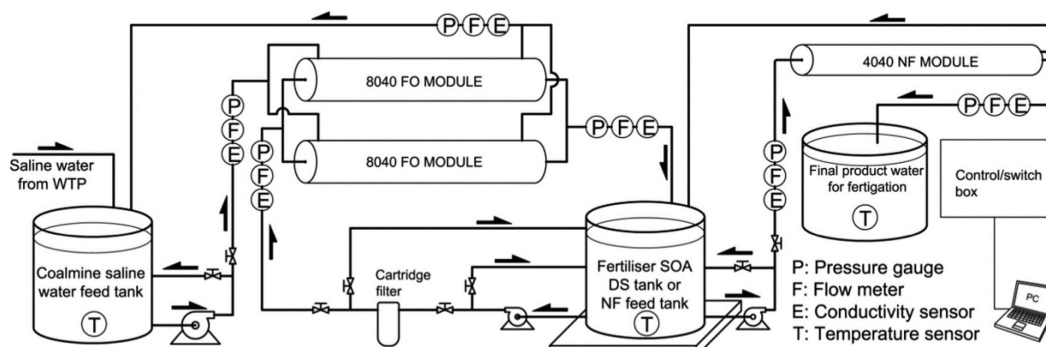 P F E
8040 FO MODULE
4040 NF MODULE
P
F
E
P
F
E
8040 FO MODULE
P F E
P F E
P
F
E
Saline water
from WTP
Final product water
for fertigation
T
Control/switch
box
Coalmine saline
water feed tank
T
Cartridge
filter
Fertiliser SOA
DS tank or
NF feed tank
T
P: Pressure gauge
F: Flow meter
E: Conductivity sensor
T: Temperature sensor
PC